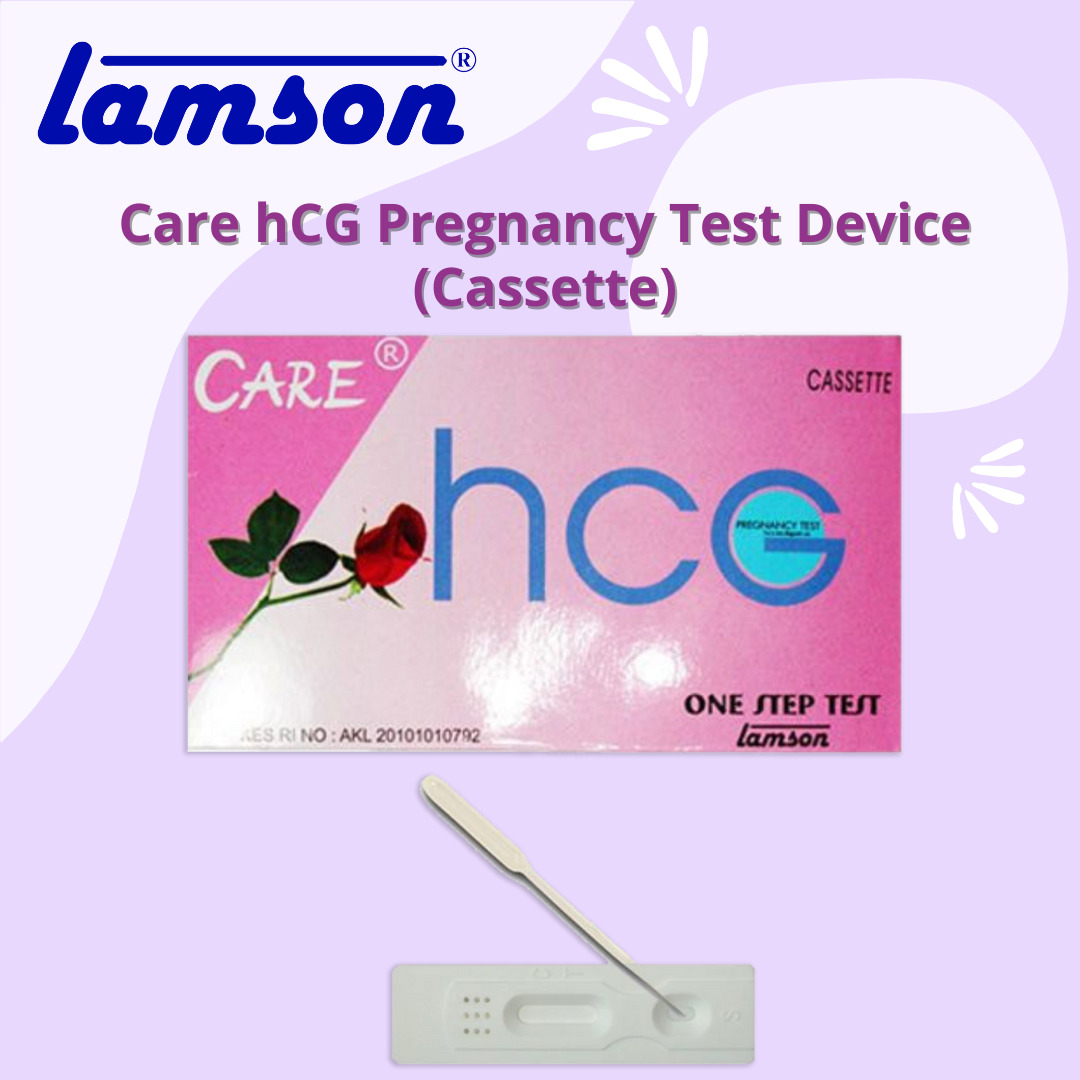 lamson®
Care hCG Pregnancy Test Device
(Cassette)
CARE®
CASSETTE
hCG
PREGNANCY TEST
ONE STEP TEST
RI NO : AKL 20101010792
lamson
C T
S